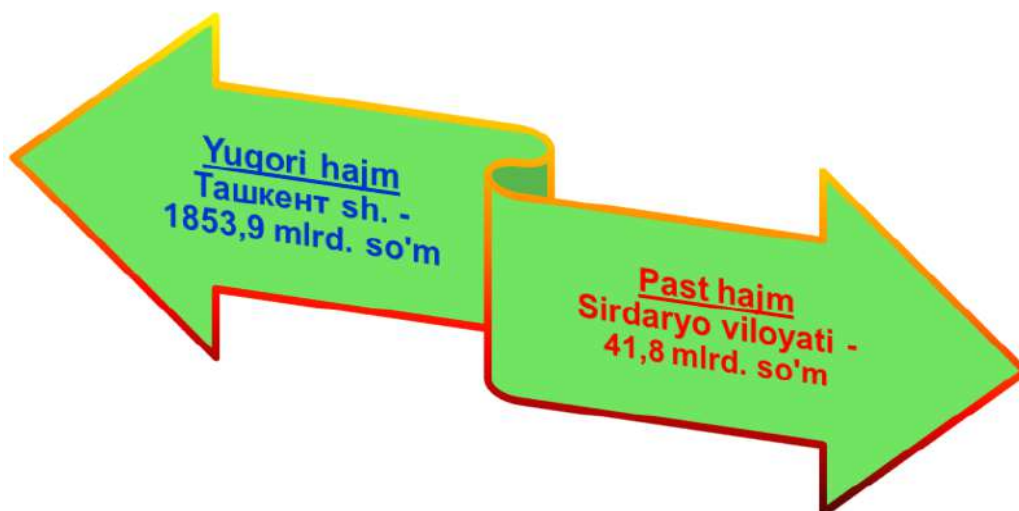 Yuqori hajm
Ташкент sh. -
1853,9 mlrd. so'm
Past hajm
Sirdaryo viloyati -
41,8 mlrd. so'm